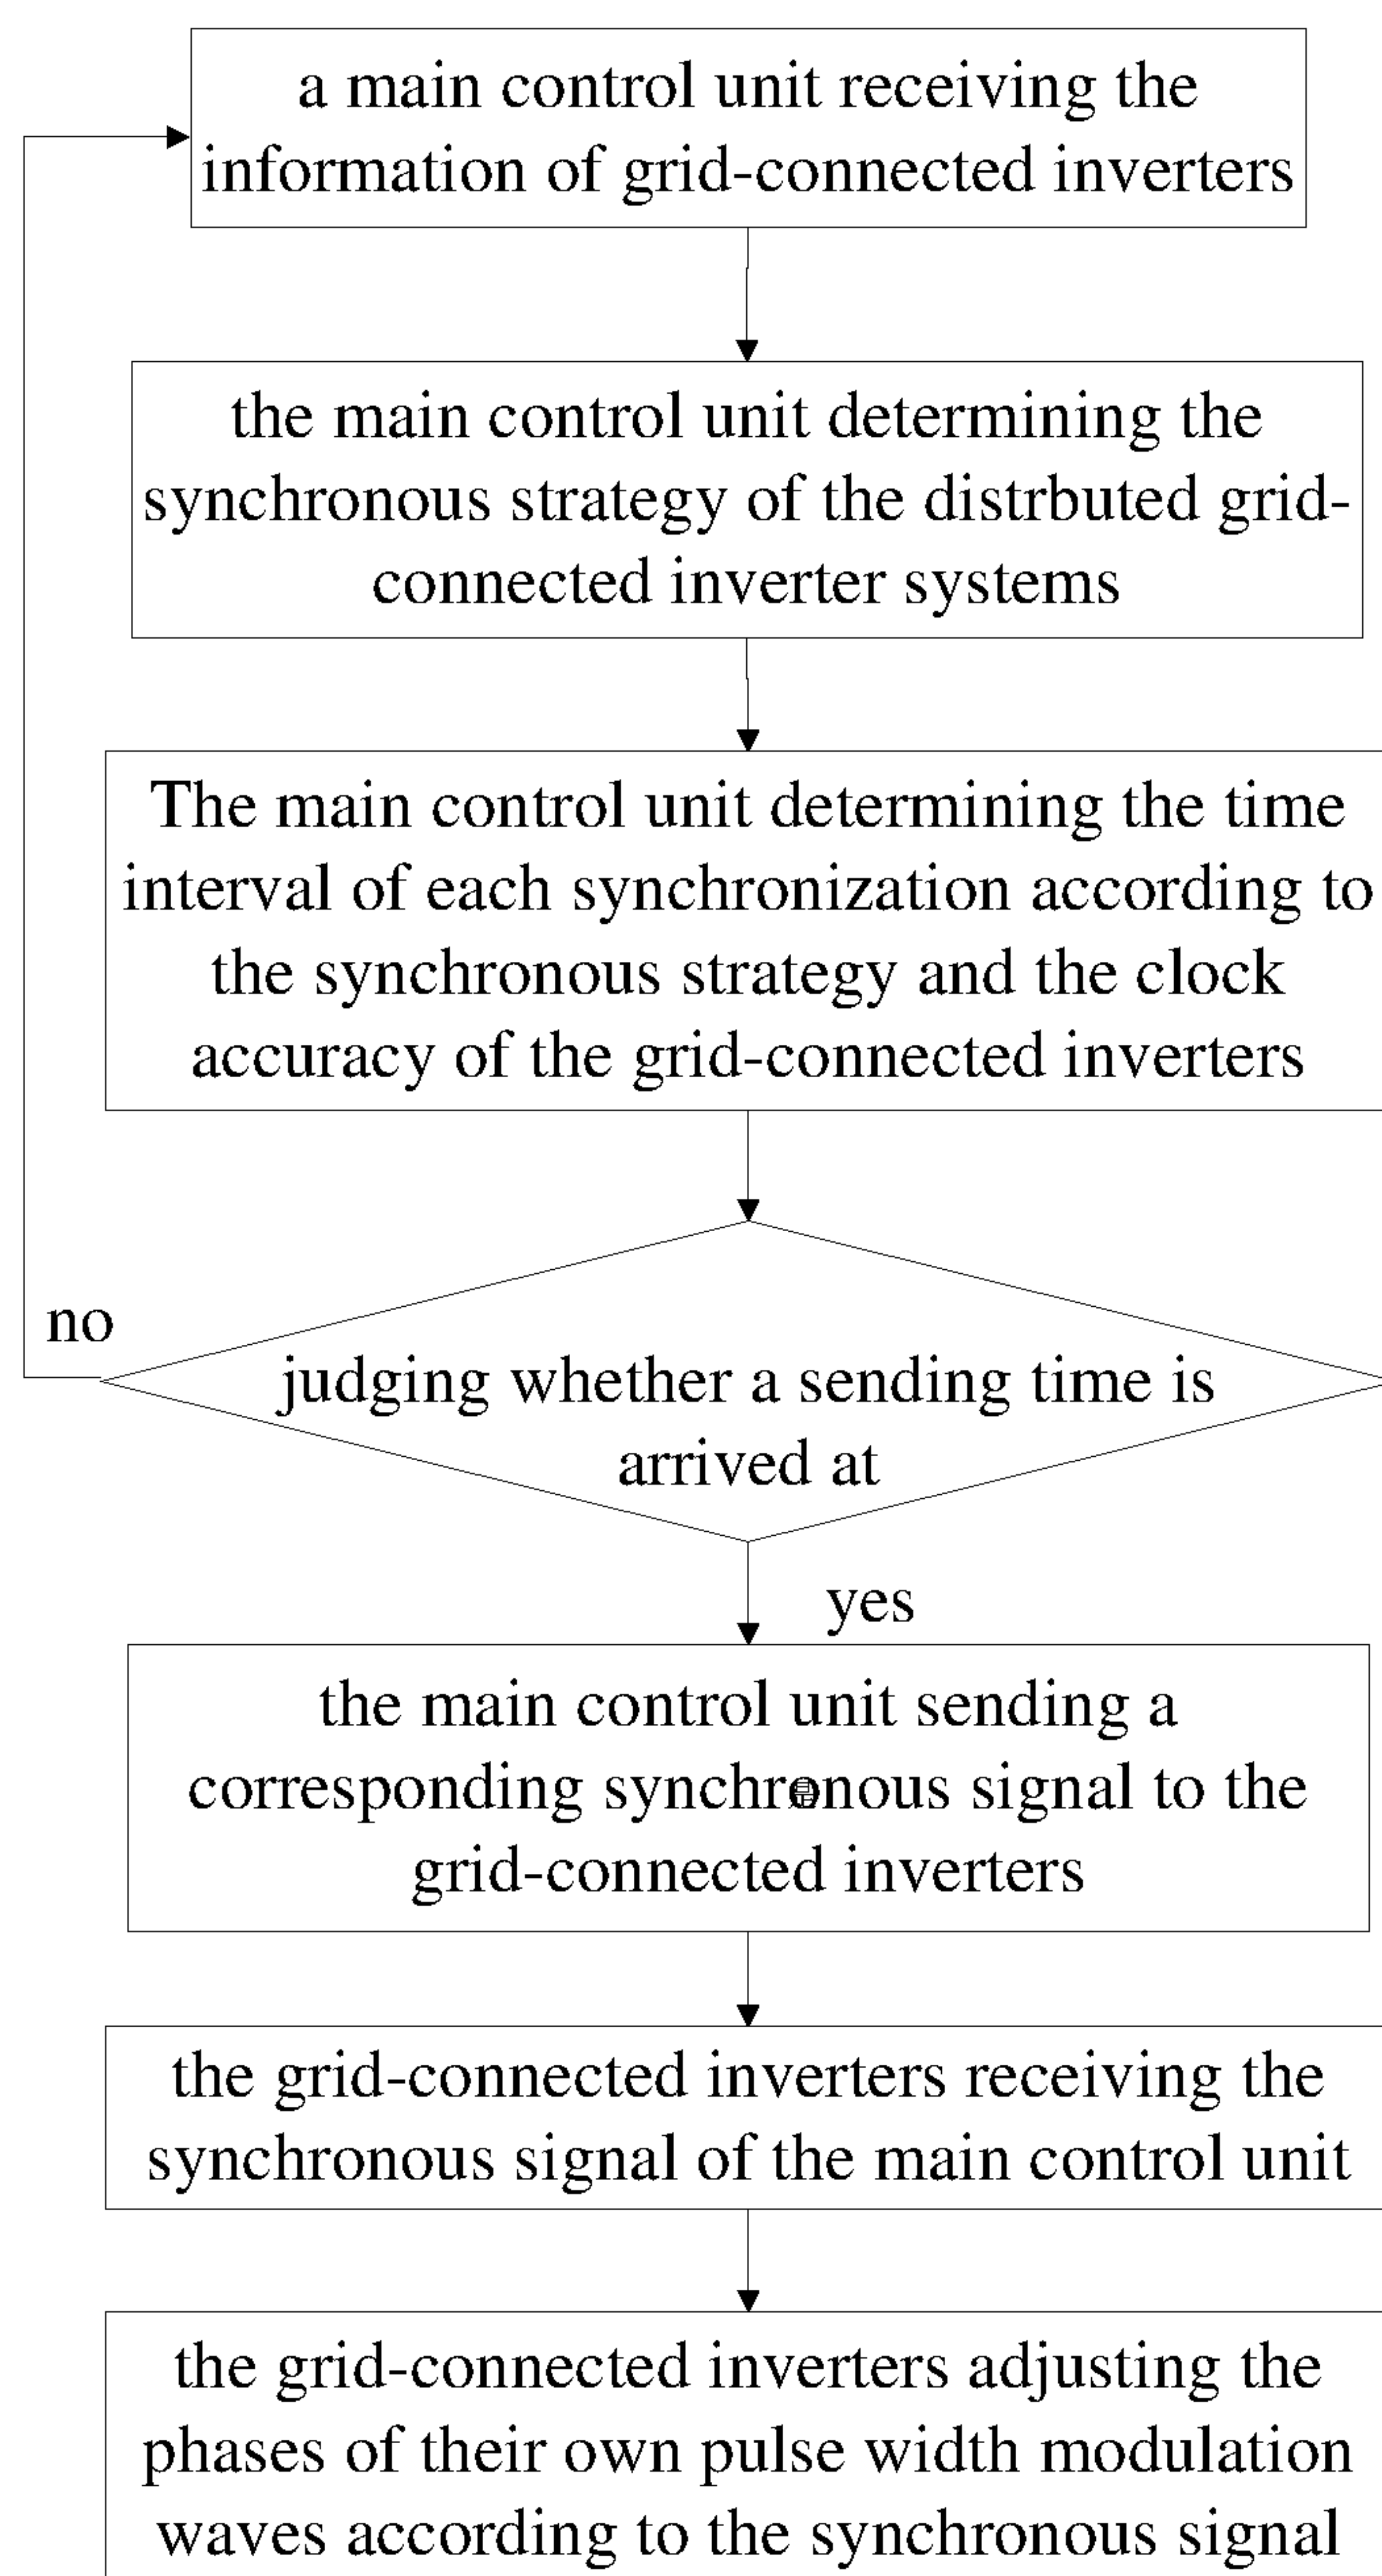 a main control unit receiving the
information of grid-connected inverters
the main control unit determining the
synchronous strategy of the distrbuted grid-
connected inverter systems
The main control unit determining the time
interval of each synchronization according to
the synchronous strategy and the clock
accuracy of the grid-connected inverters
no
judging whether a sending time is
arrived at
yes
the main control unit sending a
corresponding synchronous signal to the
grid-connected inverters
the grid-connected inverters receiving the
synchronous signal of the main control unit
the grid-connected inverters adjusting the
phases of their own pulse width modulation
waves according to the synchronous signal